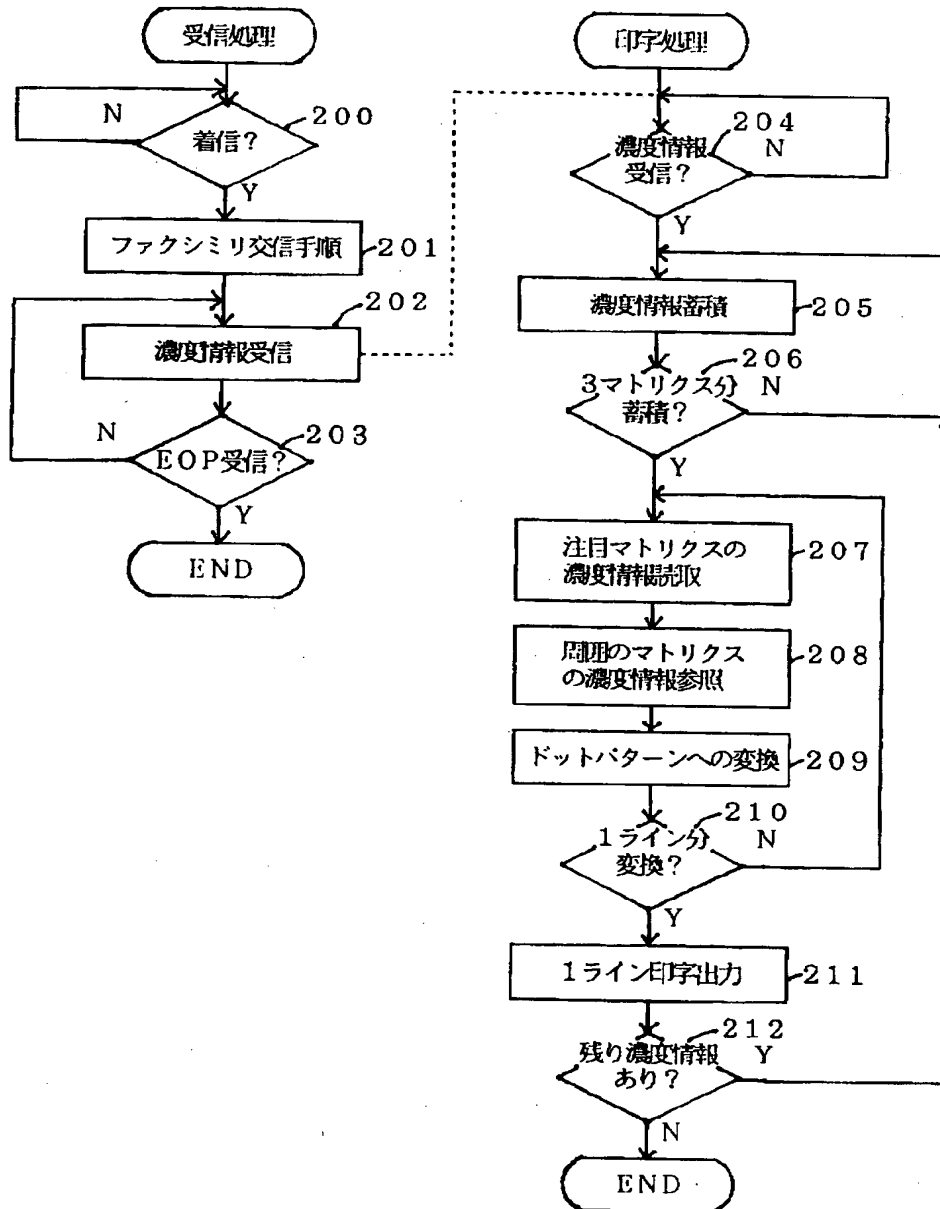 受信処理
N
200
着信?
Y
ファクシミリ交信手順
201
202
濃度情報受信
N
203
EOP受信?
Y
END
印字処理
204
濃度情報
N
受信?
Y
濃度情報蓄積
205
206
3マトリクス分
N
蓄積?
Y
注目マトリクスの
濃度情報読取
207
周囲のマトリクス
の濃度情報参照
208
ドットパターンへの変換
209
210
1ライン分
N
変換?
Y
1ライン印字出力
211
212
残り濃度情報
Y
あり?
N
END